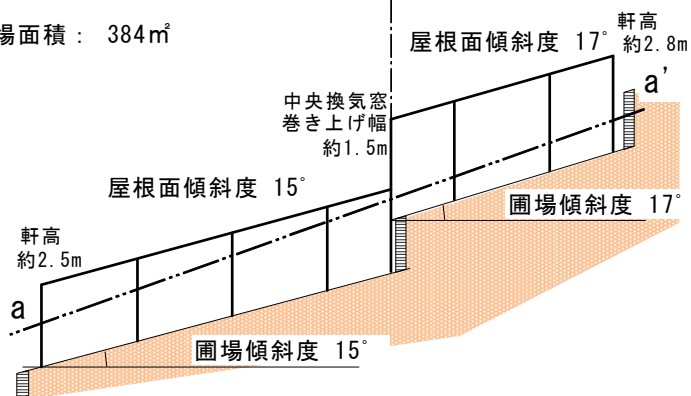 場面積： 384㎡
屋根面傾斜度 17°
軒高
約2.8m
a’
中央換気窓
巻き上げ幅
約1.5m
屋根面傾斜度 15°
圃場傾斜度 17°
軒高
約2.5m
a
圃場傾斜度 15°